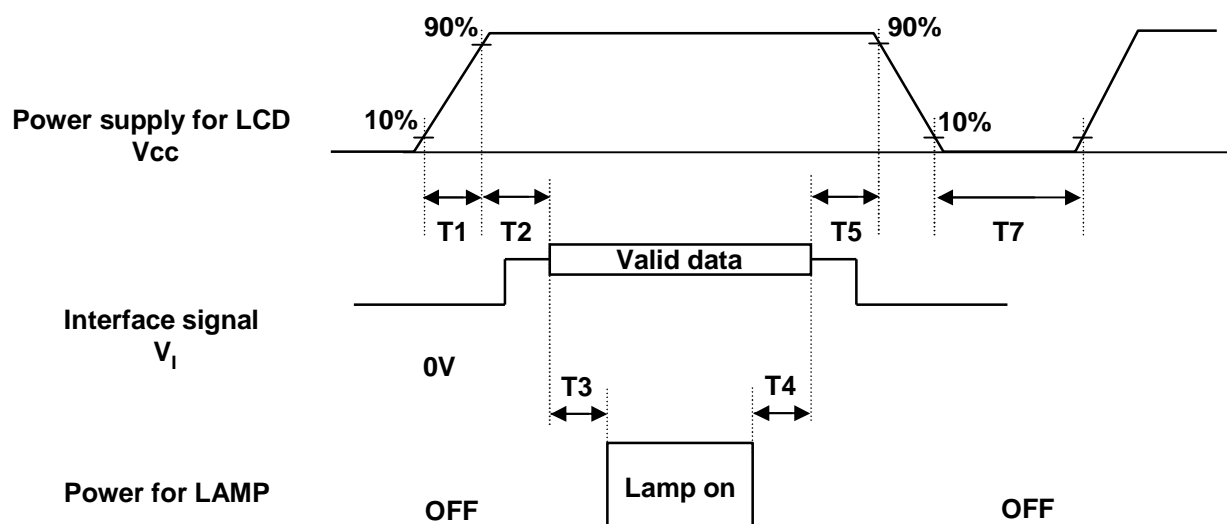 90%
90%
Power supply for LCD
Vcc
10%
10%
T1
T2
T5
T7
Valid data
Interface signal
V_I
0V
T3
T4
Power for LAMP
OFF
Lamp on
OFF